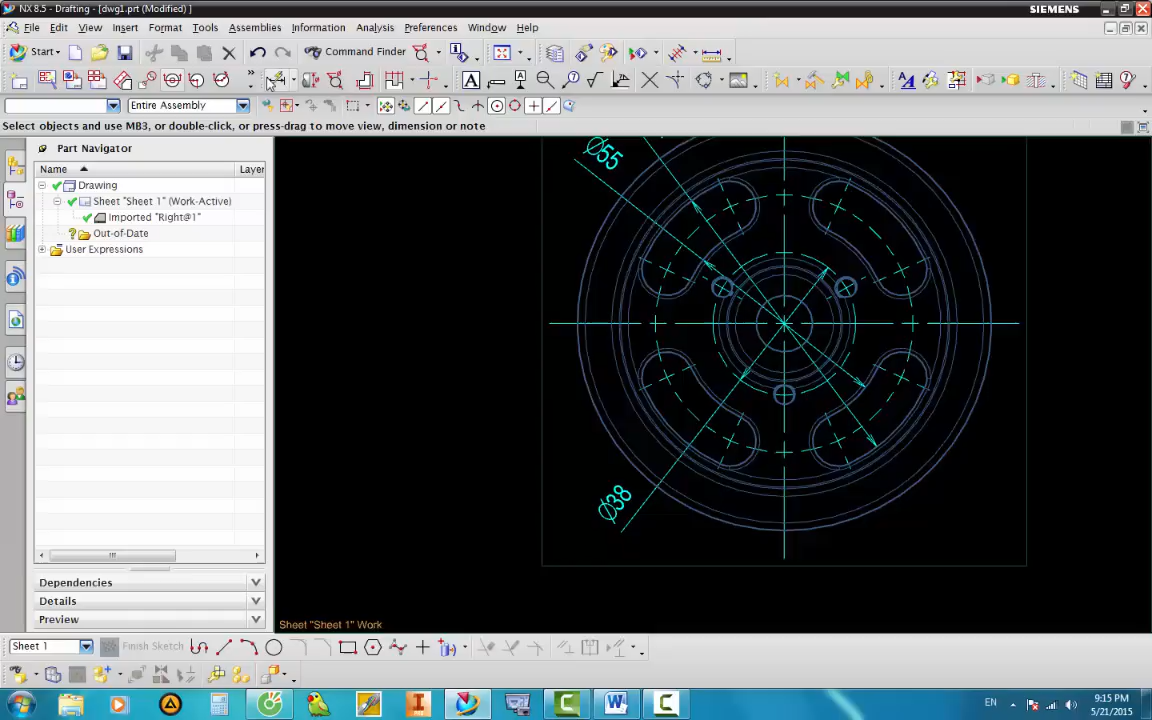 NX 8.5 - Drafting - [dwg1.prt (Modified) ]
SIEMENS
File Edit View Insert Format Tools Assemblies Information Analysis Preferences Window Help
Start
Command Finder
Entire Assembly
Select objects and use MB3, or double-click, or press-drag to move view, dimension or note
Part Navigator
Name Layer
Drawing
Sheet "Sheet 1" (Work-Active)
Imported "Right@1"
Out-of-Date
User Expressions
Dependencies
Details
Preview
Ø55
Ø38
Sheet "Sheet 1" Work
Sheet 1
Finish Sketch
EN
9:15 PM
5/21/2015